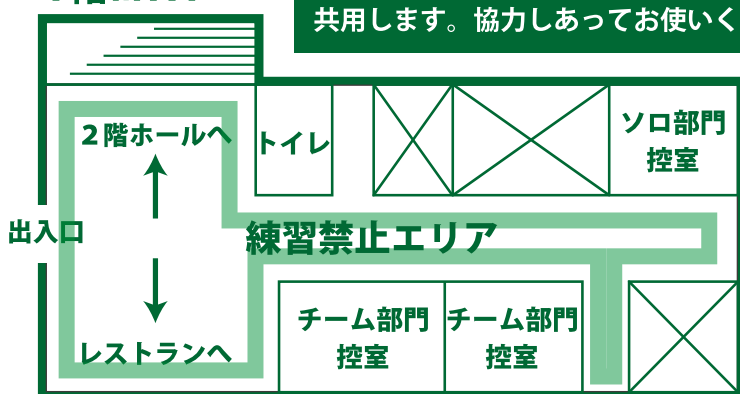 共用します。協力しあってお使いく
２階ホールへ
トイレ
ソロ部門
控室
出入口
練習禁止エリア
チーム部門
控室
チーム部門
控室
レストランへ